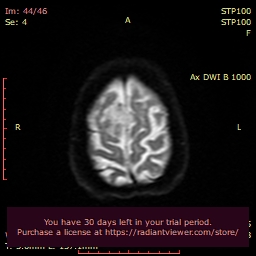 Im: 44/46
Se: 4
A
STP100
STP100
F
Ax DWI B 1000
R
L
You have 30 days left in your trial period.
Purchase a license at https://radiantviewer.com/store/